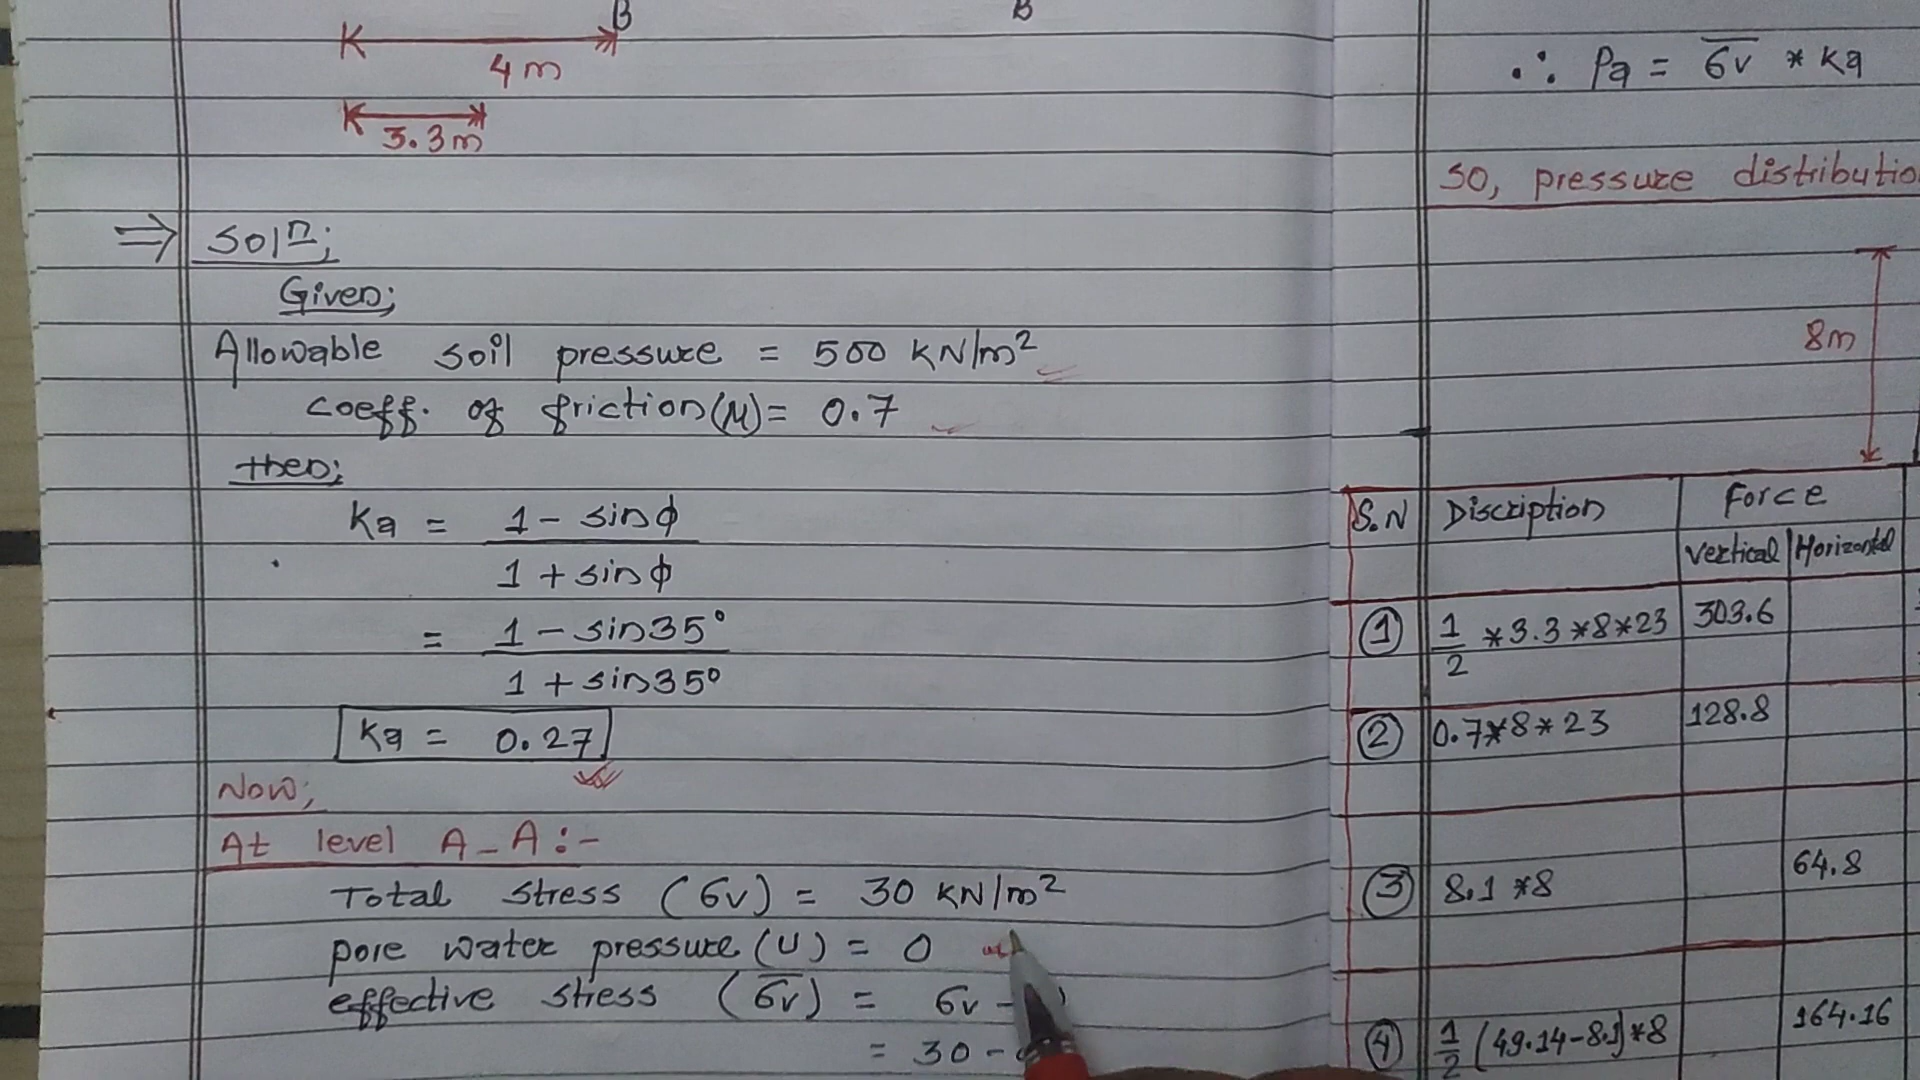 B
B
4m
3.3m
⇒ Solⁿ;
Given;
Allowable soil pressure = 500 KN/m²
coeff. of friction(μ)= 0.7
then;
Ka = 1 - sinϕ
1 + sinϕ
= 1 - sin35°
1 + sin35°
Ka = 0.27
Now;
At level A-A:-
Total stress (σv) = 30 KN/m²
pore water pressure (U) = 0
effective stress (σ̅v) = σv -
= 30 -
∴ Pa = σ̅v * ka
so, pressure distributio
8m
S.N Discription Force
Vertical Horizontal
① 1/2 *3.3*8*23 303.6
② 0.7*8*23 128.8
③ 8.1*8 64.8
④ 1/2 (49.14-8.1)*8 164.16